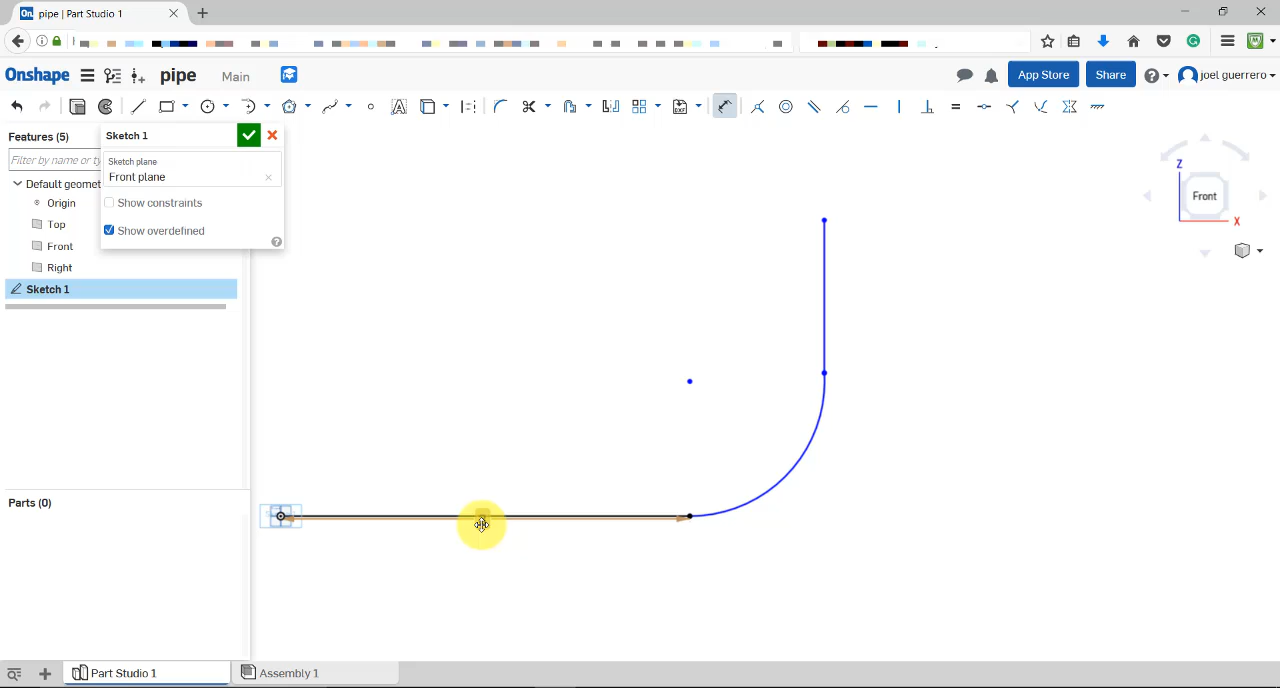 On pipe | Part Studio 1
Onshape pipe Main App Store Share joel guerrero
Features (5)
Filter by name or ty
Default geomet
Origin
Top
Front
Right
Sketch 1
Sketch 1
Sketch plane
Front plane
Show constraints
Show overdefined
Z
Front
X
Parts (0)
Part Studio 1
Assembly 1